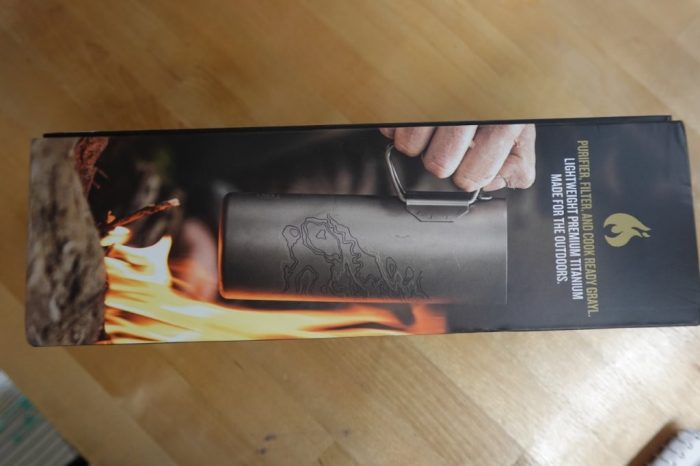 PURIFIER, FILTER, AND COOK READY GRAYL.
LIGHTWEIGHT PREMIUM TITANIUM
MADE FOR THE OUTDOORS.